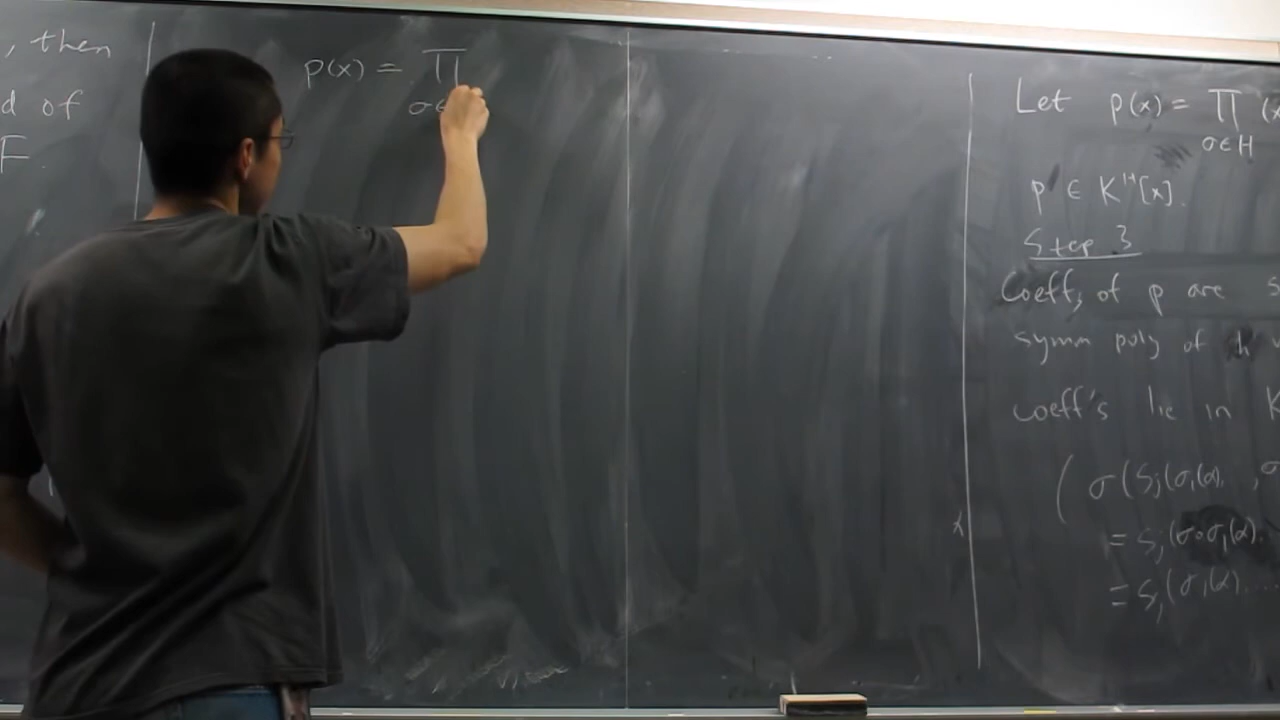 , then
d of
F.
p(x) = ∏
σ∈
Let p(x) = ∏ (x
σ∈H
p ∈ K^H[x].
Step 3
Coeffs of p are s
symm poly of h v
coeff's lie in K
( σ(s_j(σ_1(α), , σ
= s_j(σ∘σ_1(α).
= s_j(σ_1(α), ...